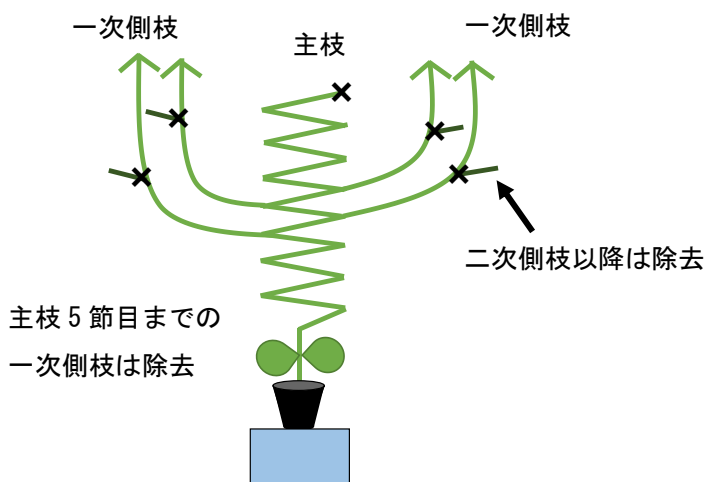 一次側枝
主枝
一次側枝
二次側枝以降は除去
主枝５節目までの
一次側枝は除去